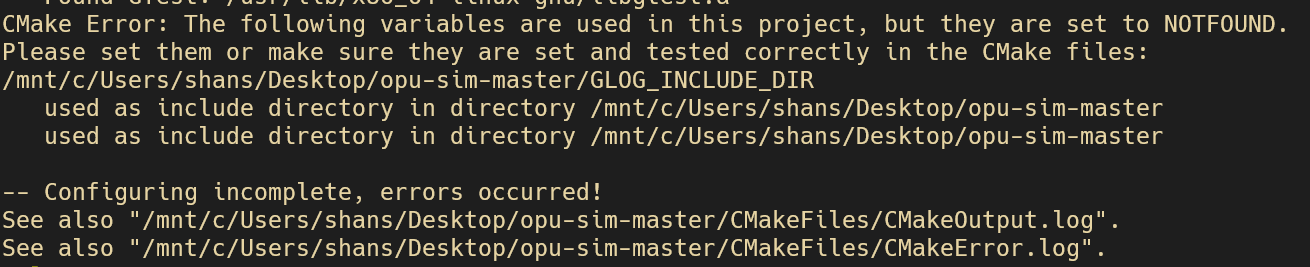 CMake Error: The following variables are used in this project, but they are set to NOTFOUND.
Please set them or make sure they are set and tested correctly in the CMake files:
/mnt/c/Users/shans/Desktop/opu-sim-master/GLOG_INCLUDE_DIR
   used as include directory in directory /mnt/c/Users/shans/Desktop/opu-sim-master
   used as include directory in directory /mnt/c/Users/shans/Desktop/opu-sim-master
-- Configuring incomplete, errors occurred!
See also "/mnt/c/Users/shans/Desktop/opu-sim-master/CMakeFiles/CMakeOutput.log".
See also "/mnt/c/Users/shans/Desktop/opu-sim-master/CMakeFiles/CMakeError.log".